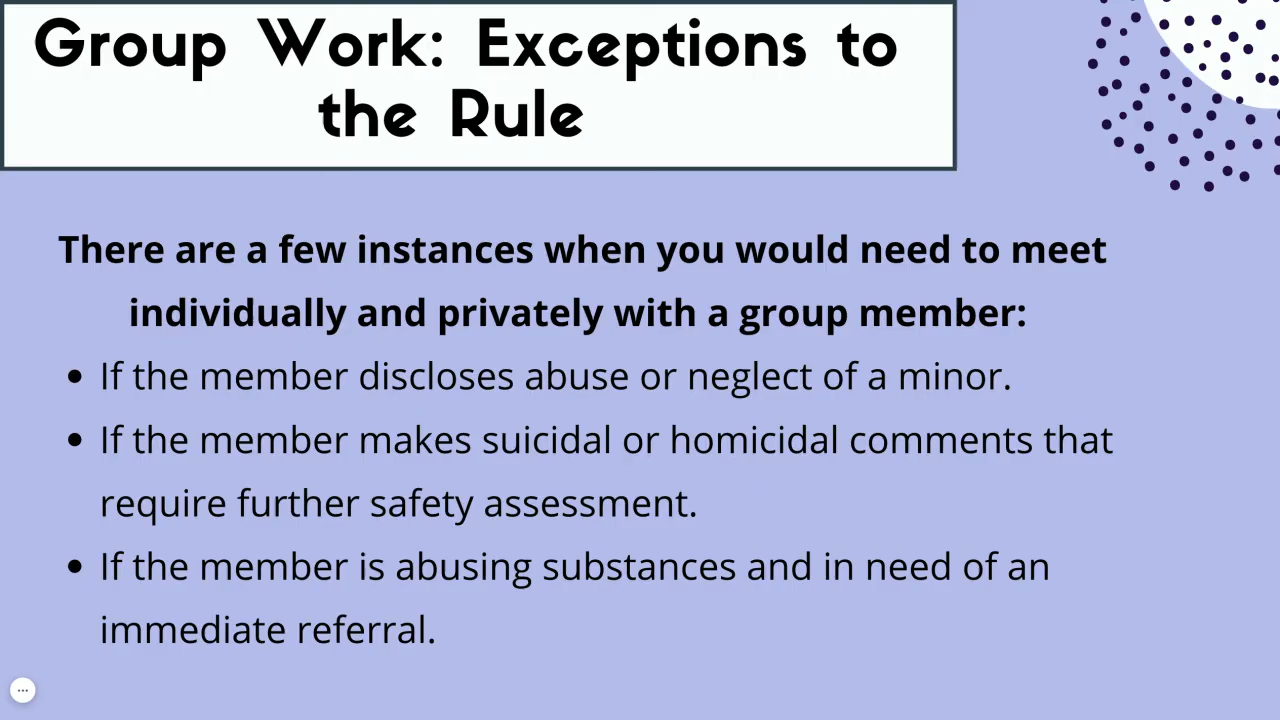 Group Work: Exceptions to
the Rule
There are a few instances when you would need to meet
individually and privately with a group member:
• If the member discloses abuse or neglect of a minor.
• If the member makes suicidal or homicidal comments that
require further safety assessment.
• If the member is abusing substances and in need of an
immediate referral.